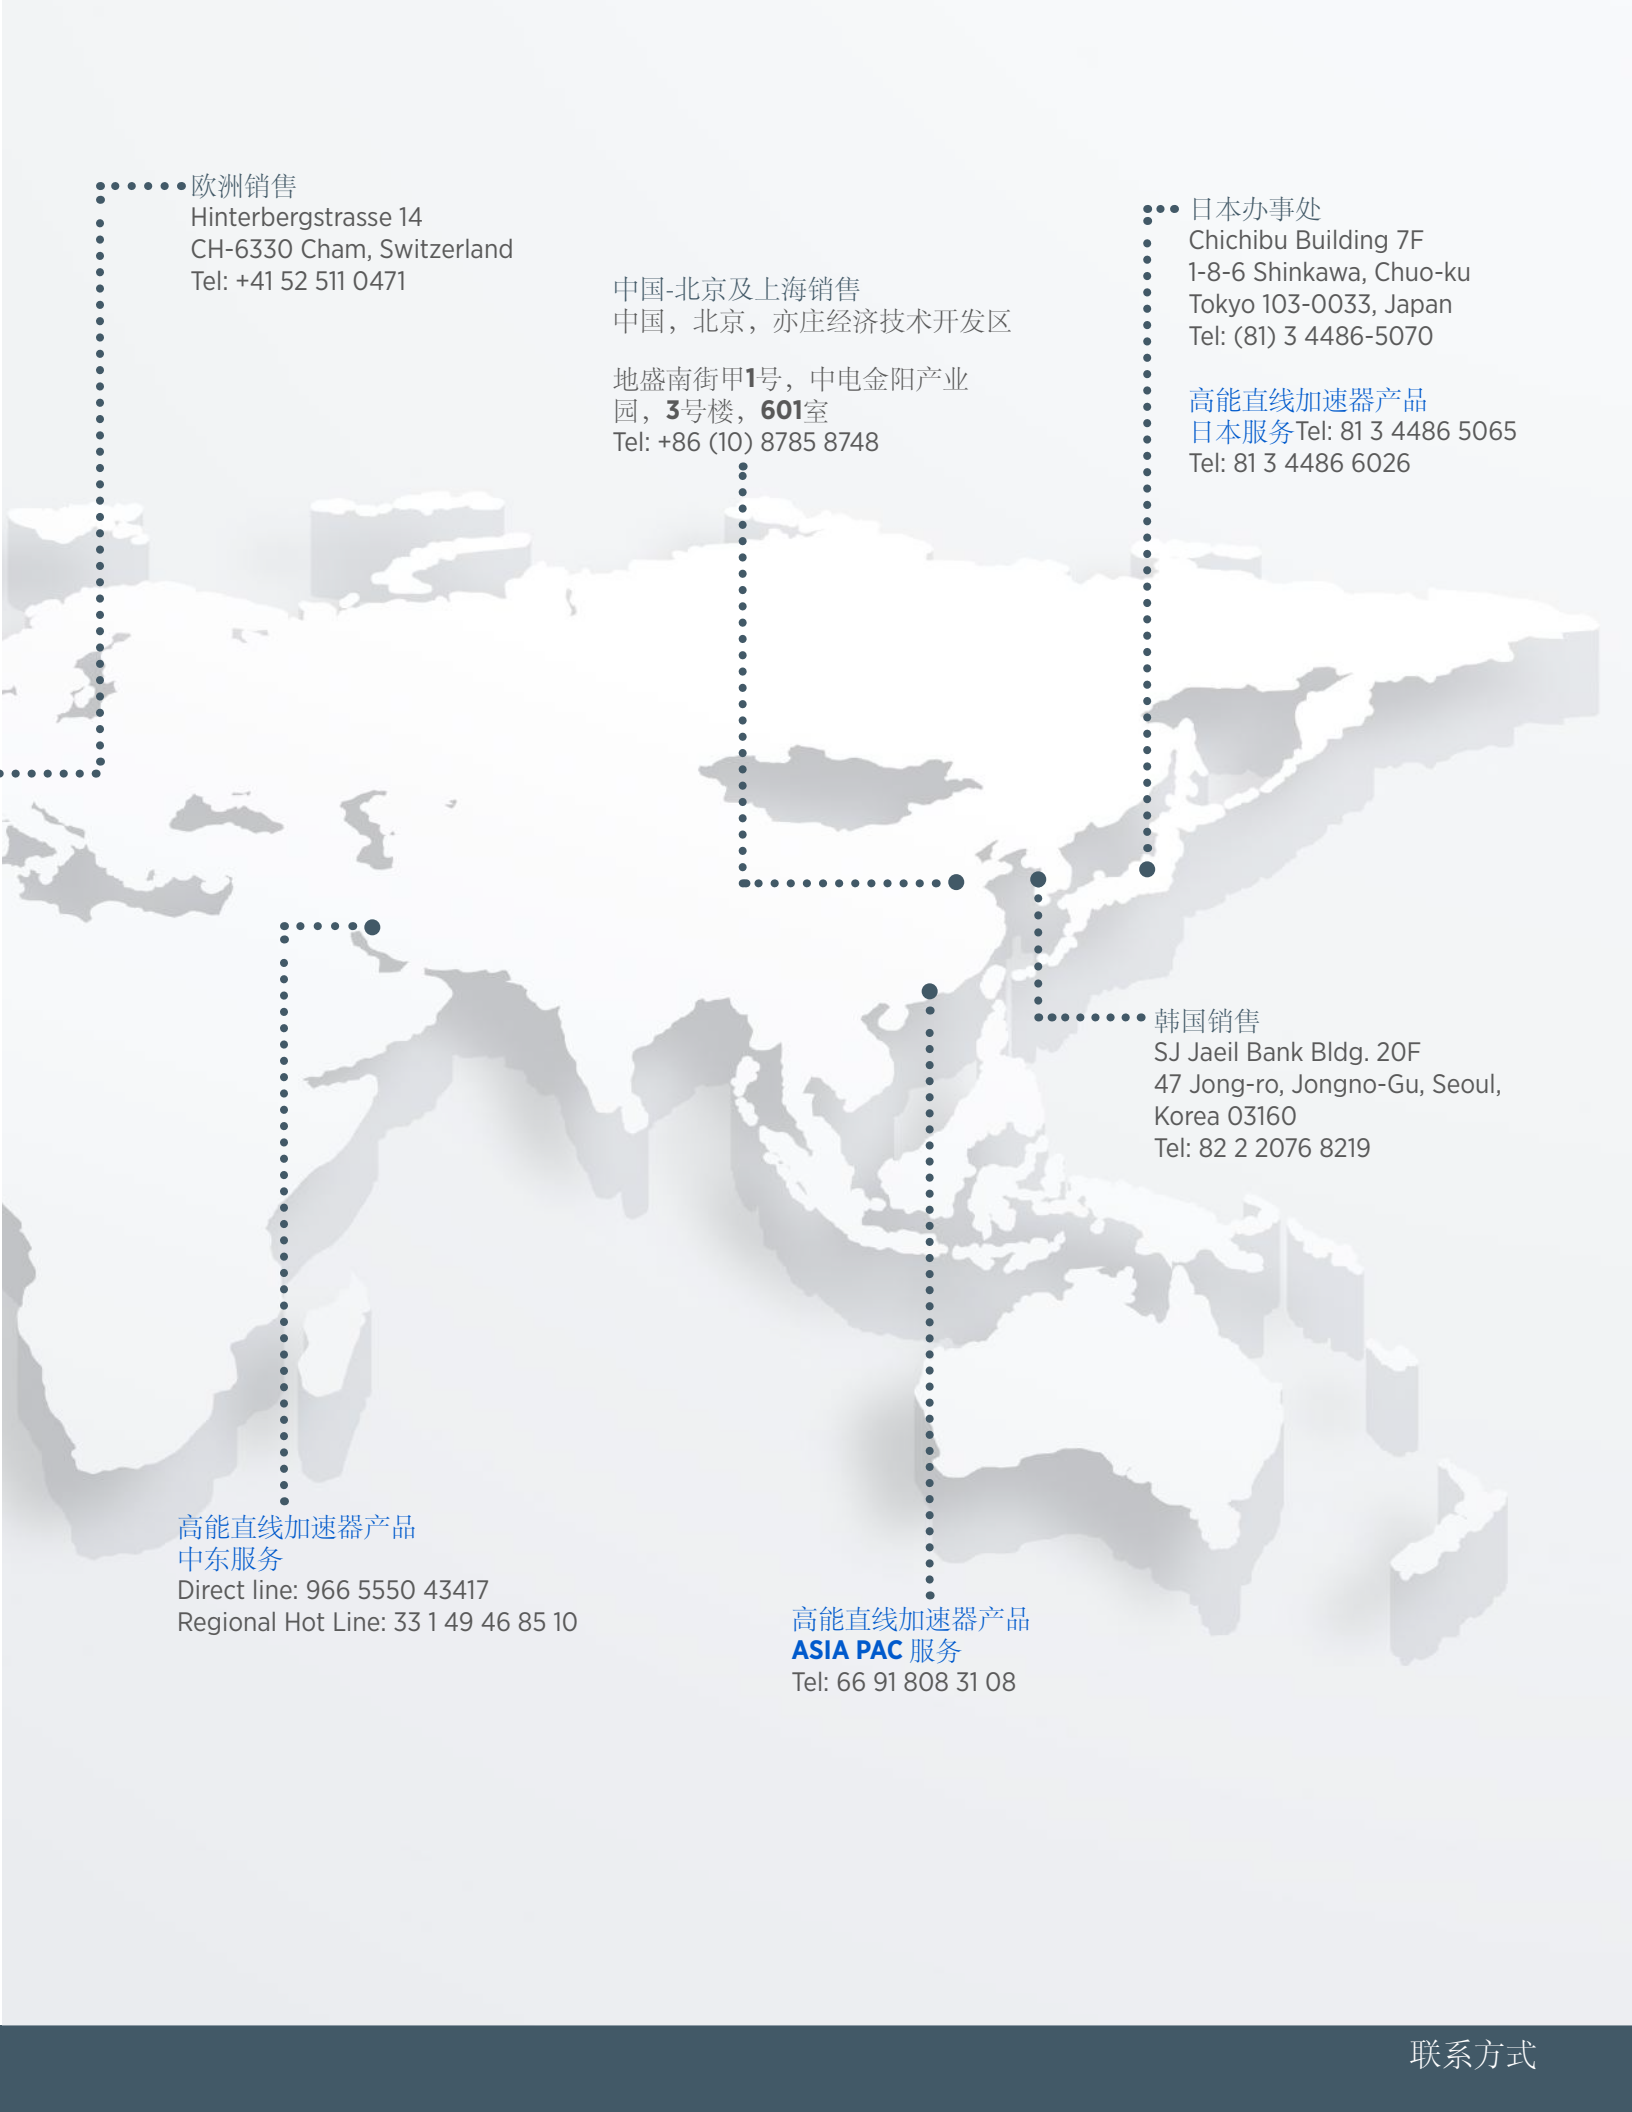 欧洲销售
Hinterbergstrasse 14
CH-6330 Cham, Switzerland
Tel: +41 52 511 0471
中国-北京及上海销售
中国，北京，亦庄经济技术开发区
地盛南街甲1号，中电金阳产业
园，3号楼，601室
Tel: +86 (10) 8785 8748
日本办事处
Chichibu Building 7F
1-8-6 Shinkawa, Chuo-ku
Tokyo 103-0033, Japan
Tel: (81) 3 4486-5070
高能直线加速器产品
日本服务Tel: 81 3 4486 5065
Tel: 81 3 4486 6026
韩国销售
SJ Jaeil Bank Bldg. 20F
47 Jong-ro, Jongno-Gu, Seoul,
Korea 03160
Tel: 82 2 2076 8219
高能直线加速器产品
中东服务
Direct line: 966 5550 43417
Regional Hot Line: 33 1 49 46 85 10
高能直线加速器产品
ASIA PAC 服务
Tel: 66 91 808 31 08
联系方式